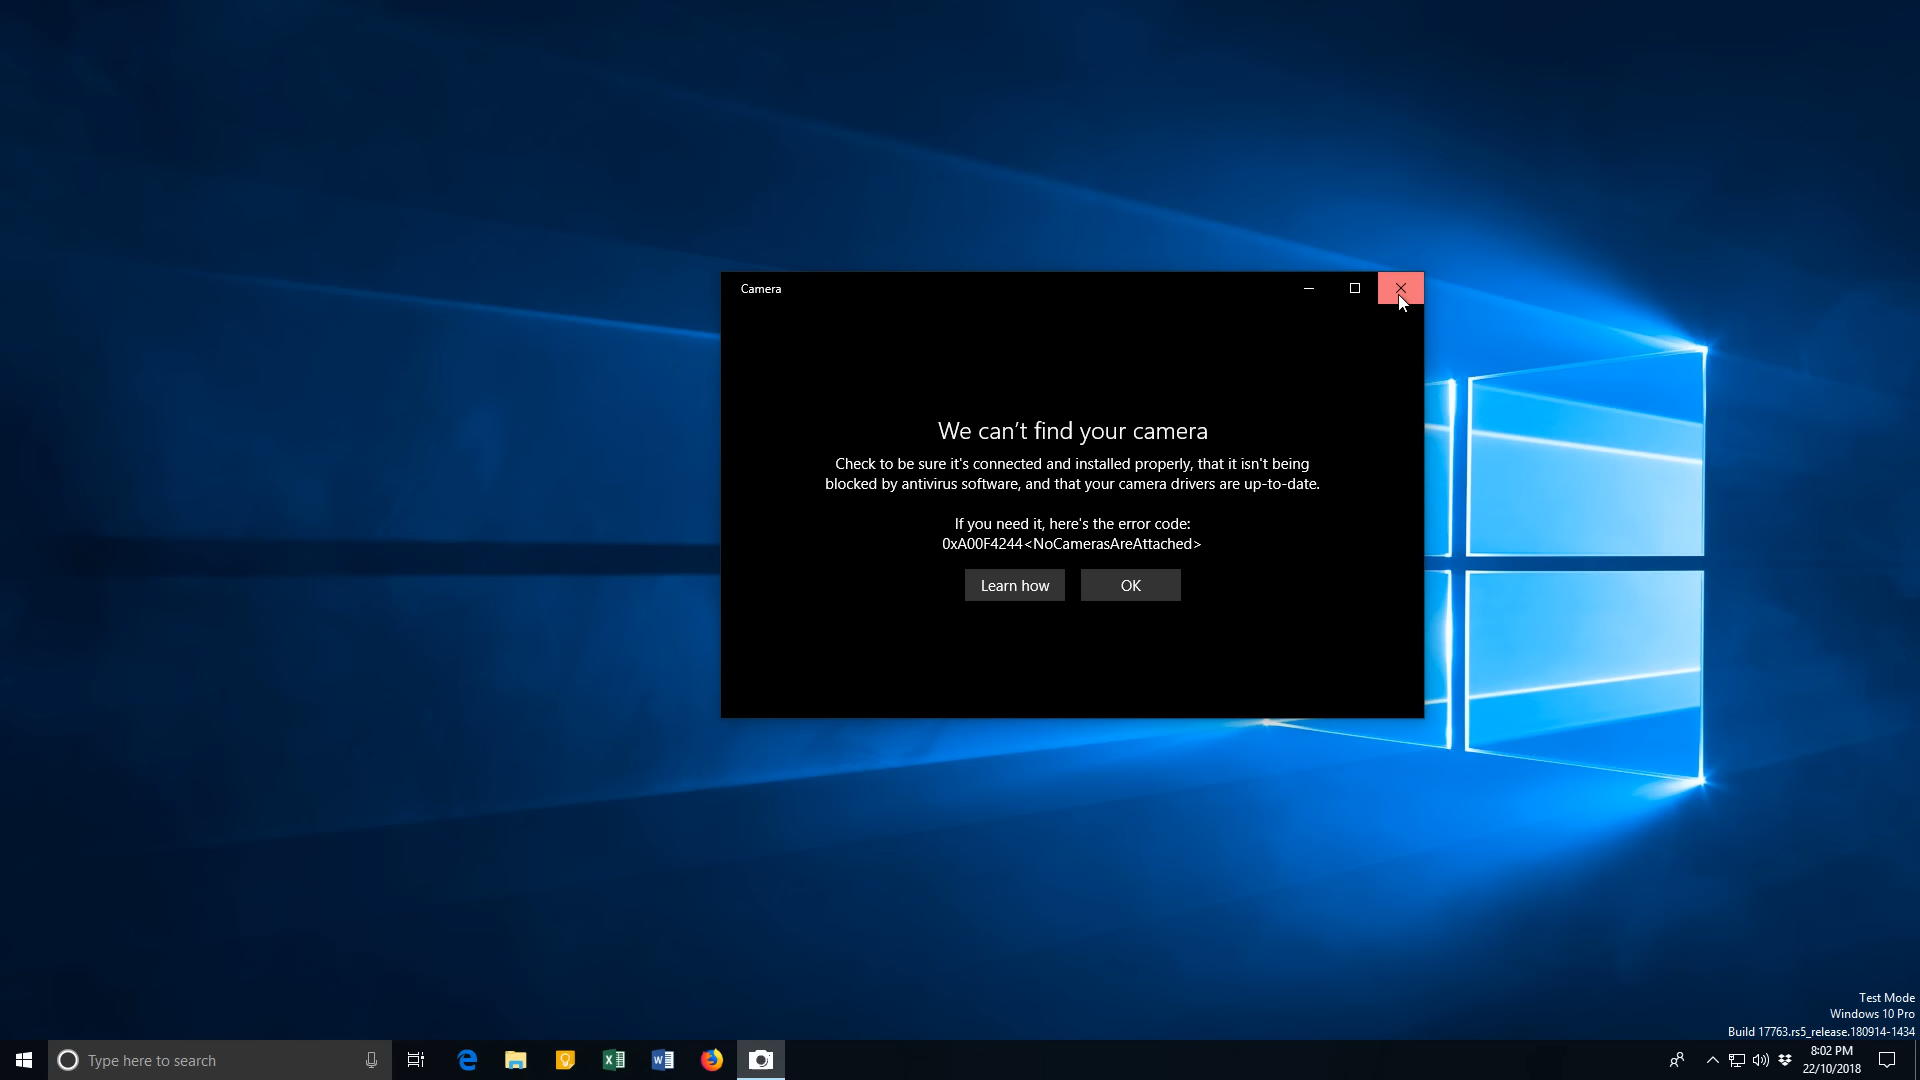 Camera
We can’t find your camera
Check to be sure it's connected and installed properly, that it isn't being
blocked by antivirus software, and that your camera drivers are up-to-date.
If you need it, here's the error code:
0xA00F4244<NoCamerasAreAttached>
Learn how
OK
Test Mode
Windows 10 Pro
Build 17763.rs5_release.180914-1434
Type here to search
8:02 PM
22/10/2018